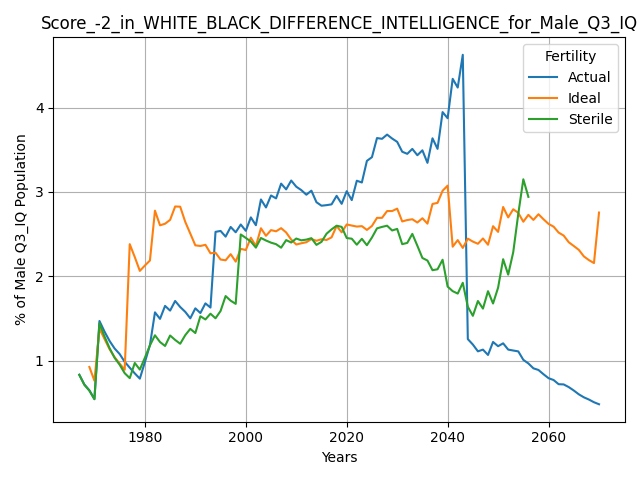 Score_-2_in_WHITE_BLACK_DIFFERENCE_INTELLIGENCE_for_Male_Q3_IQ
Fertility
Actual
Ideal
Sterile
% of Male Q3_IQ Population
4
3
2
1
1980 2000 2020 2040 2060
Years